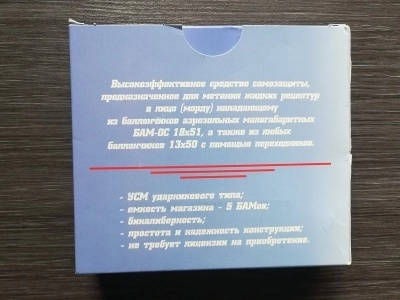 Высокоэффективное средство самозащиты,
предназначенное для метания жидких рецептур
в лицо (морду) нападающему
из баллончиков аэрозольных малогабаритных
БАМ-ОС 18х51, а также из любых
баллончиков 13х50 с помощью переходников.
- УСМ ударникового типа;
- емкость магазина - 5 БАМов;
- бикалиберность;
- простота и надежность конструкции;
- не требует лицензии на приобретение.